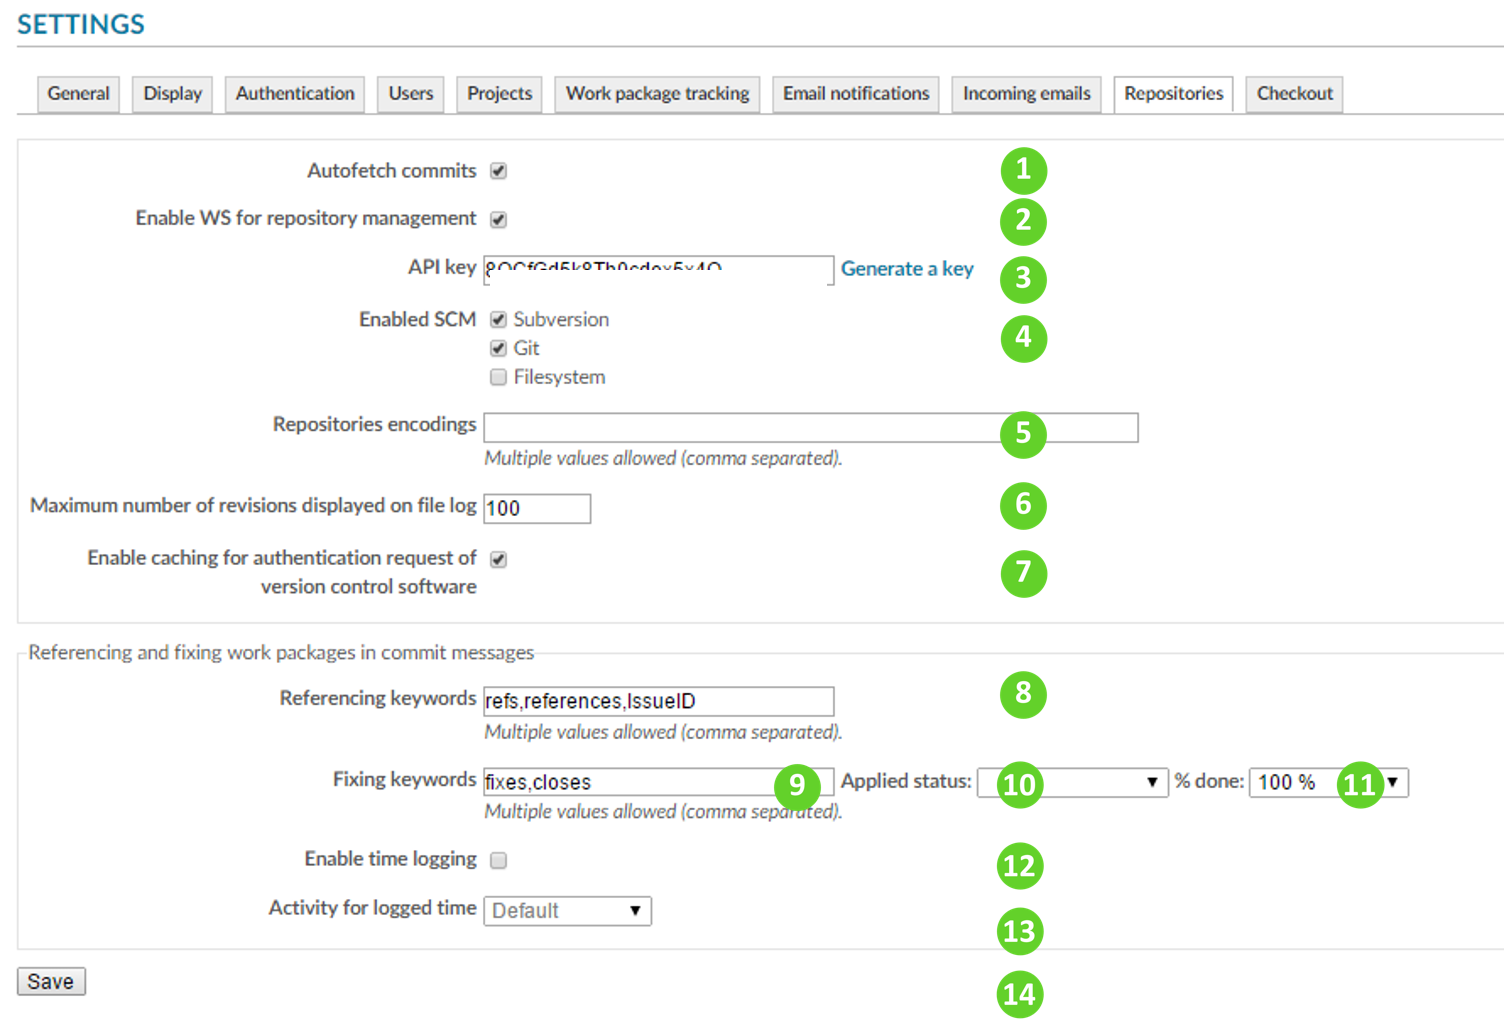 SETTINGS
General Display Authentication Users Projects Work package tracking Email notifications Incoming emails Repositories Checkout
Autofetch commits 1
Enable WS for repository management 2
API key Generate a key 3
Enabled SCM Subversion 4
Git
Filesystem
Repositories encodings 5
Multiple values allowed (comma separated).
Maximum number of revisions displayed on file log 100 6
Enable caching for authentication request of 7
version control software
Referencing and fixing work packages in commit messages
Referencing keywords refs,references,IssueID 8
Multiple values allowed (comma separated).
Fixing keywords fixes,closes 9 Applied status: 10 % done: 100 % 11
Multiple values allowed (comma separated).
Enable time logging 12
Activity for logged time Default 13
Save 14